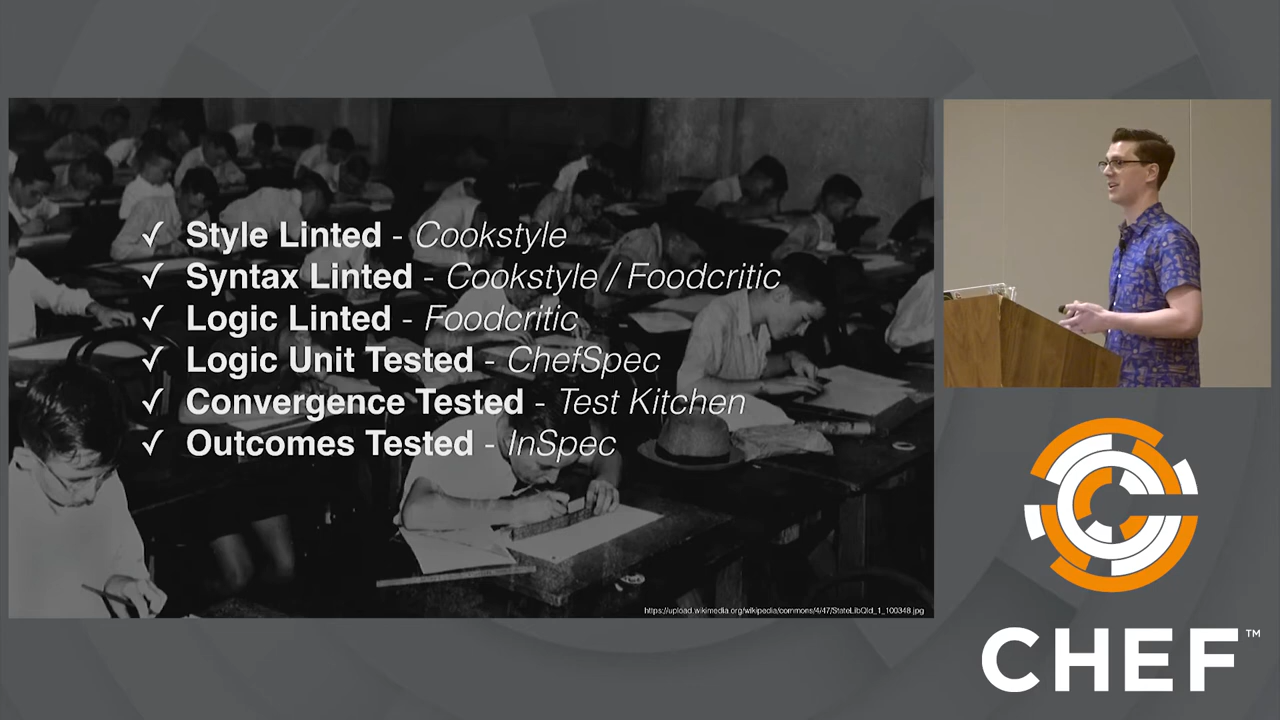 ✓ Style Linted - Cookstyle
✓ Syntax Linted - Cookstyle / Foodcritic
✓ Logic Linted - Foodcritic
✓ Logic Unit Tested - ChefSpec
✓ Convergence Tested - Test Kitchen
✓ Outcomes Tested - InSpec
https://upload.wikimedia.org/wikipedia/commons/4/47/StateLibQld_1_100348.jpg
CHEF™